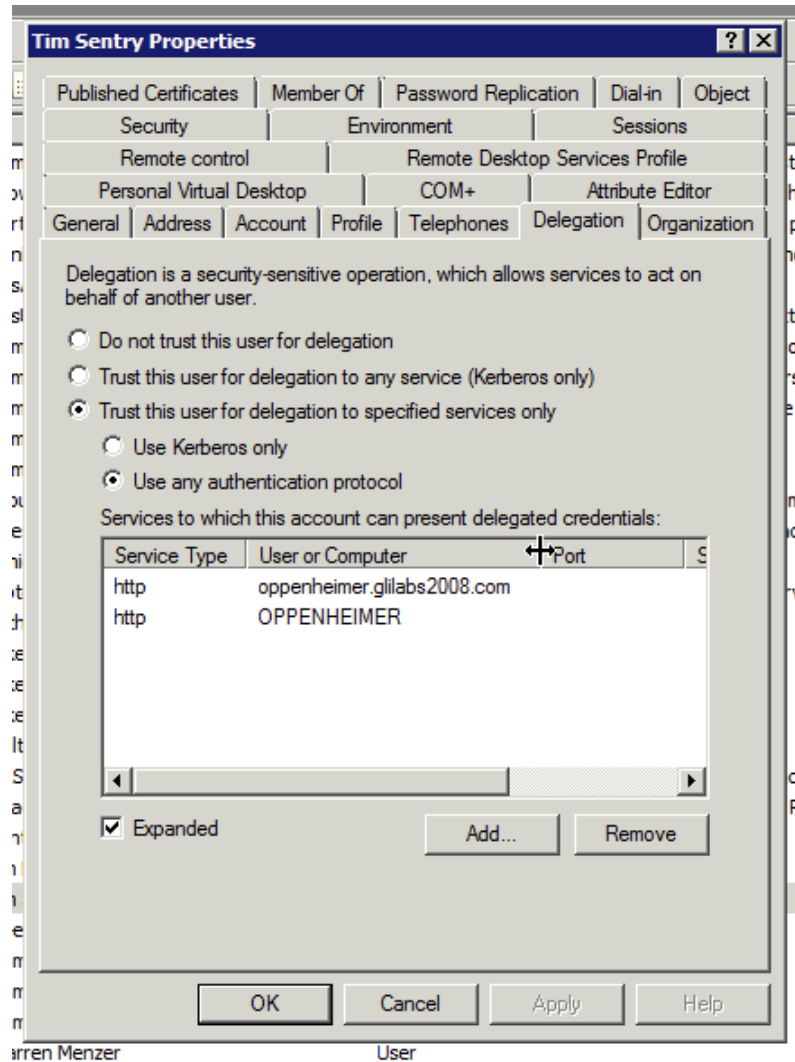 Tim Sentry Properties
Published Certificates Member Of Password Replication Dial-in Object
Security Environment Sessions
Remote control Remote Desktop Services Profile
Personal Virtual Desktop COM+ Attribute Editor
General Address Account Profile Telephones Delegation Organization
Delegation is a security-sensitive operation, which allows services to act on
behalf of another user.
Do not trust this user for delegation
Trust this user for delegation to any service (Kerberos only)
Trust this user for delegation to specified services only
Use Kerberos only
Use any authentication protocol
Services to which this account can present delegated credentials:
Service Type User or Computer Port S
http oppenheimer.glilabs2008.com
http OPPENHEIMER
Expanded Add... Remove
OK Cancel Apply Help
arren Menzer User